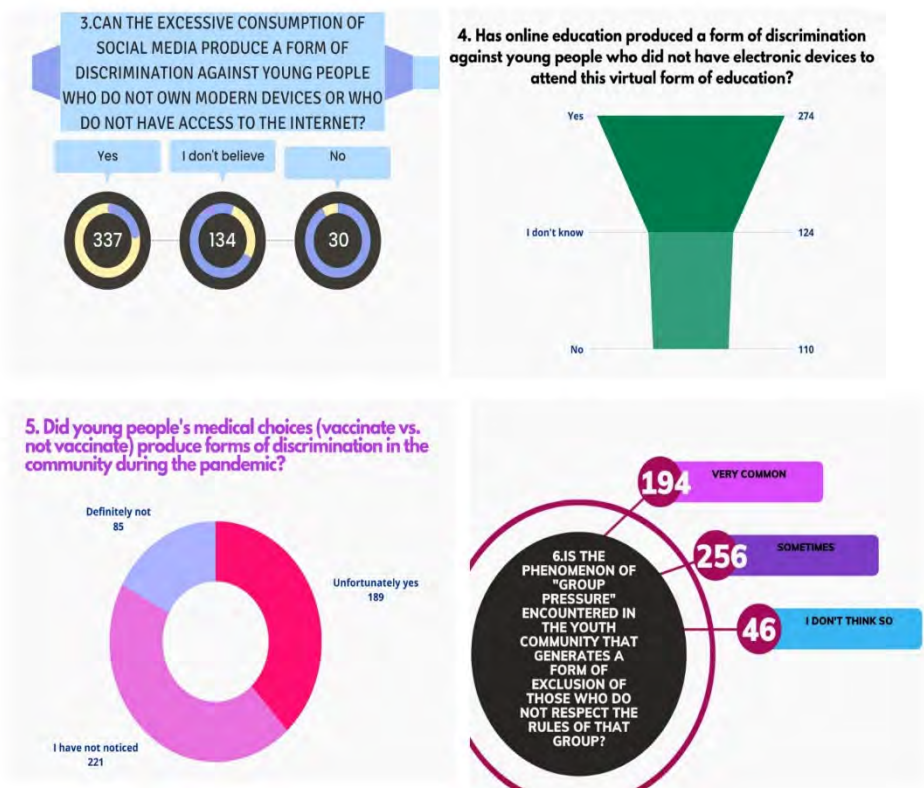 3.CAN THE EXCESSIVE CONSUMPTION OF
SOCIAL MEDIA PRODUCE A FORM OF
DISCRIMINATION AGAINST YOUNG PEOPLE
WHO DO NOT OWN MODERN DEVICES OR WHO
DO NOT HAVE ACCESS TO THE INTERNET?
Yes
I don't believe
No
337
134
30
4. Has online education produced a form of discrimination
against young people who did not have electronic devices to
attend this virtual form of education?
Yes
274
I don't know
124
No
110
5. Did young people's medical choices (vaccinate vs.
not vaccinate) produce forms of discrimination in the
community during the pandemic?
Definitely not
85
Unfortunately yes
189
I have not noticed
221
6.IS THE
PHENOMENON OF
"GROUP
PRESSURE"
ENCOUNTERED IN
THE YOUTH
COMMUNITY THAT
GENERATES A
FORM OF
EXCLUSION OF
THOSE WHO DO
NOT RESPECT THE
RULES OF THAT
GROUP?
194
VERY COMMON
256
SOMETIMES
46
I DON'T THINK SO